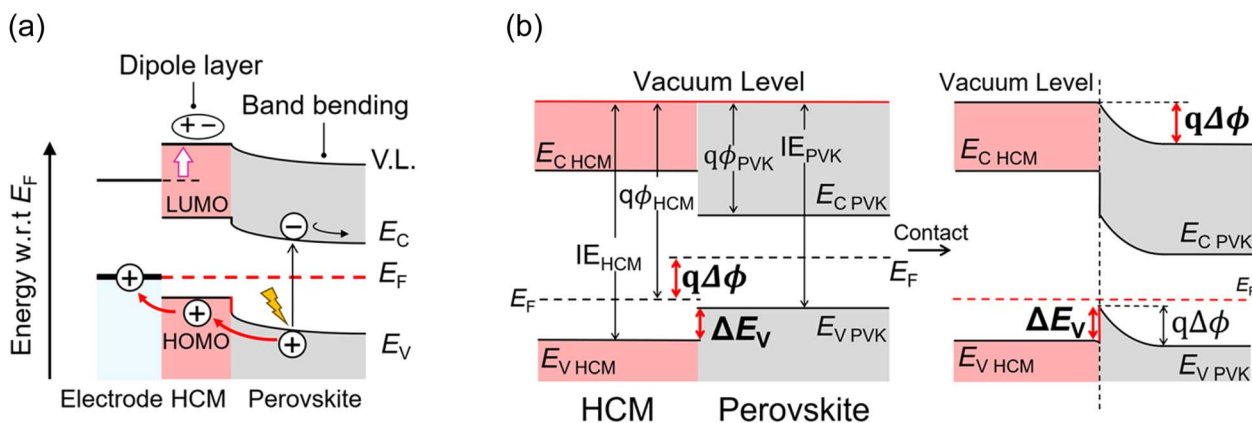 (a)
Dipole layer
+ −
Band bending
V.L.
LUMO
−
E_C
E_F
+
+
HOMO
+
E_V
Energy w.r.t E_F
Electrode HCM Perovskite
(b)
Vacuum Level
E_C HCM
qϕ_PVK
IE_PVK
qϕ_HCM
E_C PVK
IE_HCM
qΔϕ
E_F
E_F
ΔE_V
E_V PVK
E_V HCM
HCM Perovskite
Contact
Vacuum Level
qΔϕ
E_C HCM
E_C PVK
E_F
ΔE_V
qΔϕ
E_V HCM
E_V PVK